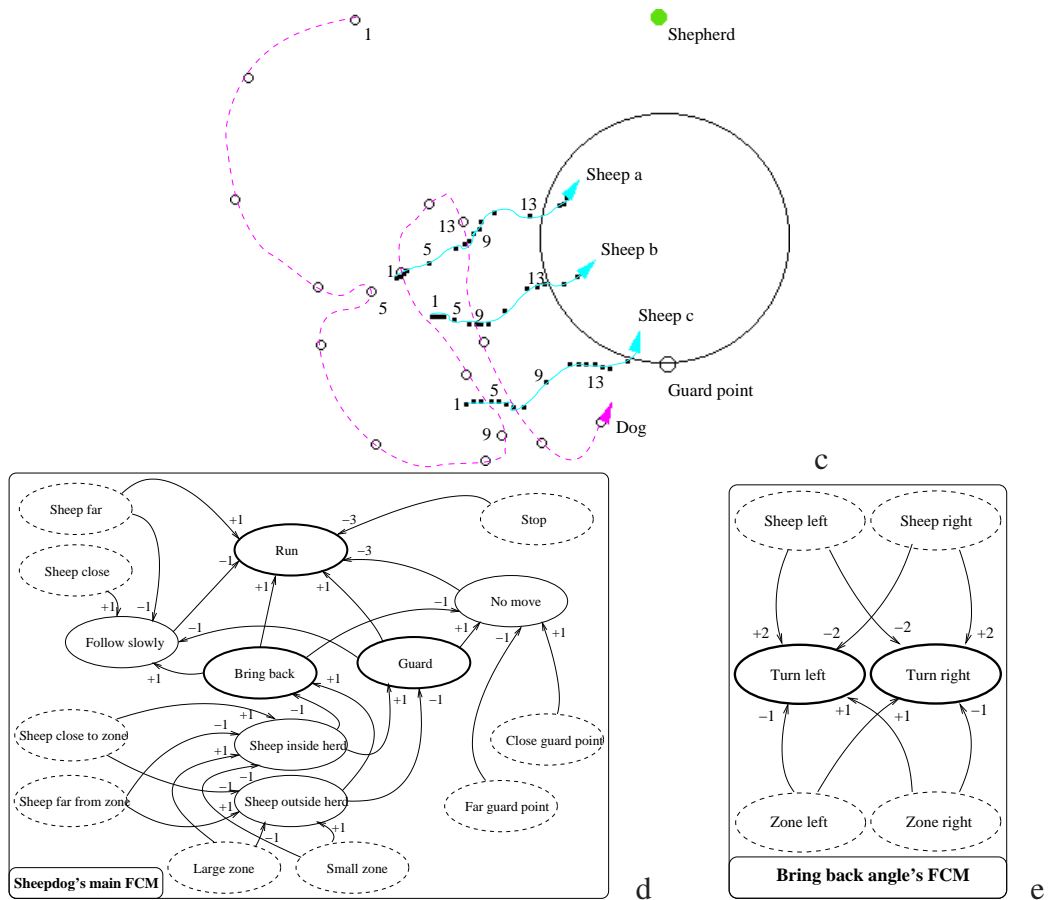 1
Shepherd
Sheep a
13
13
5
9
1
Sheep b
5
1
5
9
13
Sheep c
9
13
Guard point
5
1
9
Dog
c
Sheep far
+1
−3
Stop
Run
−3
Sheep close
−1
+1
+1
−1
No move
+1
−1
Follow slowly
−1
+1
−1
+1
Bring back
Guard
+1
+1
+1
−1
−1
Sheep close to zone
+1
−1
Sheep inside herd
+1
−1
Close guard point
−1
Sheep far from zone
+1
Sheep outside herd
Far guard point
−1
+1
Large zone
Small zone
Sheepdog's main FCM
d
Sheep left
Sheep right
+2
−2
−2
+2
Turn left
Turn right
−1
+1
+1
−1
Zone left
Zone right
Bring back angle's FCM
e